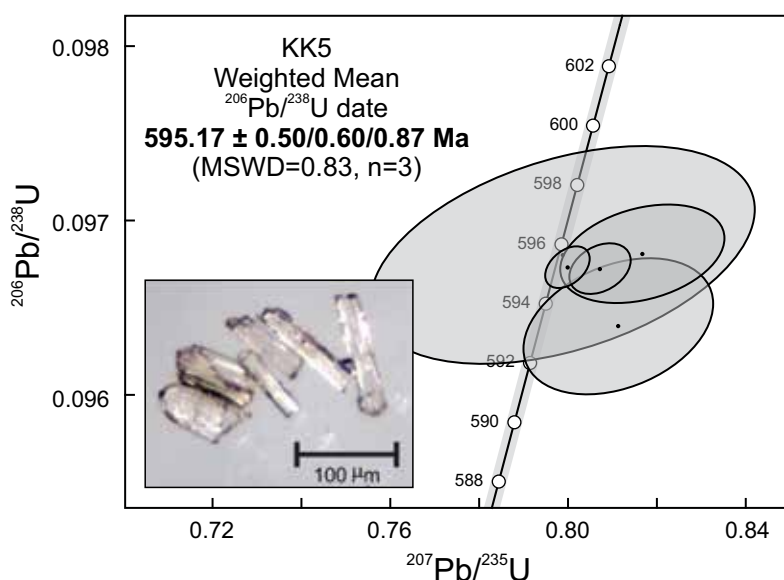 0.098
0.097
0.096
²⁰⁶Pb/²³⁸U
KK5
Weighted Mean
²⁰⁶Pb/²³⁸U date
595.17 ± 0.50/0.60/0.87 Ma
(MSWD=0.83, n=3)
602
600
598
596
594
592
590
588
100 µm
0.72
0.76
0.80
0.84
²⁰⁷Pb/²³⁵U